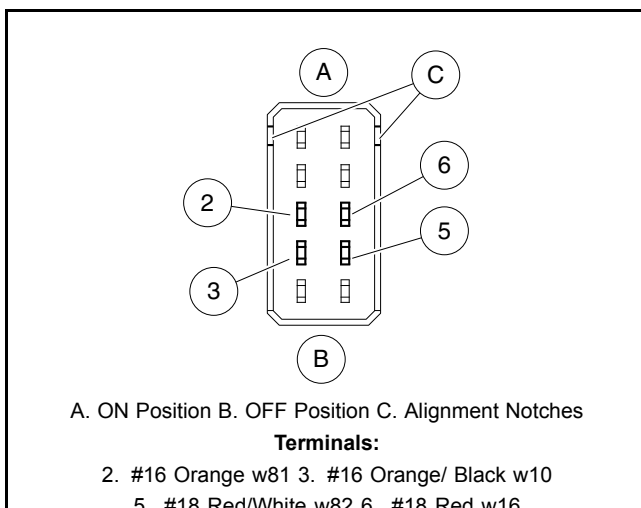 A
C
6
2
5
3
B
A. ON Position B. OFF Position C. Alignment Notches
Terminals:
2. #16 Orange w81 3. #16 Orange/ Black w10
5. #18 Red/White w82 6. #18 Red w16